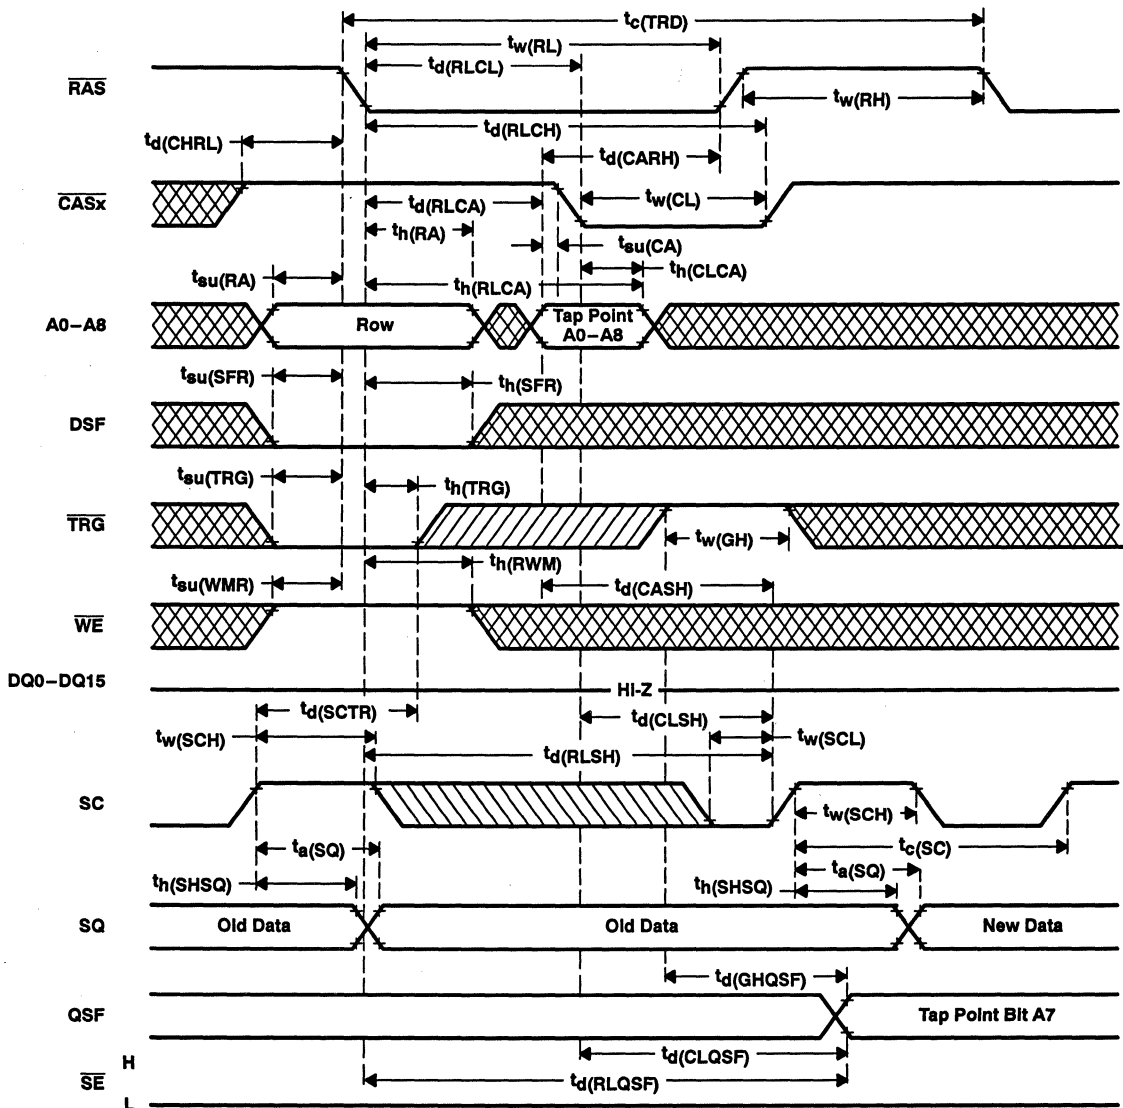 tc(TRD)
tw(RL)
td(RLCL)
RAS
tw(RH)
td(RLCH)
td(CHRL)
td(CARH)
CASx
td(RLCA)
tw(CL)
th(RA)
tsu(CA)
tsu(RA)
th(CLCA)
th(RLCA)
A0–A8
Row
Tap Point
A0–A8
tsu(SFR)
th(SFR)
DSF
tsu(TRG)
th(TRG)
TRG
tw(GH)
th(RWM)
tsu(WMR)
td(CASH)
WE
DQ0–DQ15
HI-Z
td(SCTR)
td(CLSH)
tw(SCH)
tw(SCL)
td(RLSH)
SC
tw(SCH)
ta(SQ)
tc(SC)
ta(SQ)
th(SHSQ)
th(SHSQ)
SQ
Old Data
Old Data
New Data
td(GHQSF)
QSF
Tap Point Bit A7
H
td(CLQSF)
SE
td(RLQSF)
L